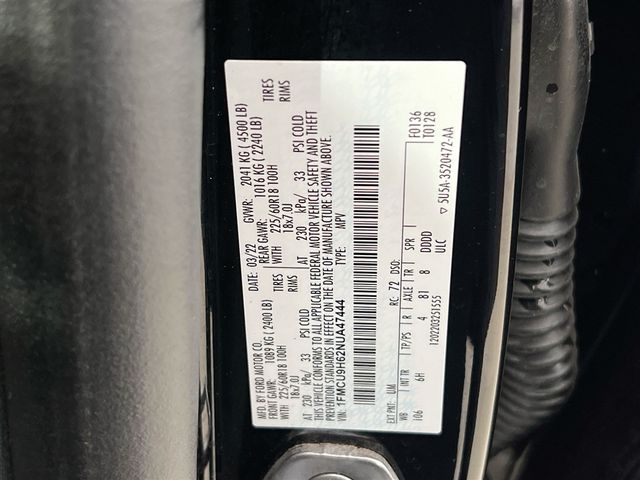 MFD. BY FORD MOTOR CO.
DATE: 03/22 GVWR: 2041 KG ( 4500 LB)
FRONT GAWR: 1089 KG ( 2400 LB) REAR GAWR: 1016 KG ( 2240 LB)
WITH 225/60R18 100H TIRES WITH 225/60R18 100H TIRES
18x7.0J RIMS 18x7.0J RIMS
AT 230 kPa/ 33 PSI COLD AT 230 kPa/ 33 PSI COLD
THIS VEHICLE CONFORMS TO ALL APPLICABLE FEDERAL MOTOR VEHICLE SAFETY AND THEFT
PREVENTION STANDARDS IN EFFECT ON THE DATE OF MANUFACTURE SHOWN ABOVE.
VIN: 1FMCU9H62NUA47444 TYPE: MPV
F0136
T0128
EXT PNT: UM RC: 72 DSO:
WB INT TR TP/PS R AXLE TR SPR
i06 6H 4 81 8 DDDD
ULC
1202203251555 ▽ 5U5A-3520472-AA